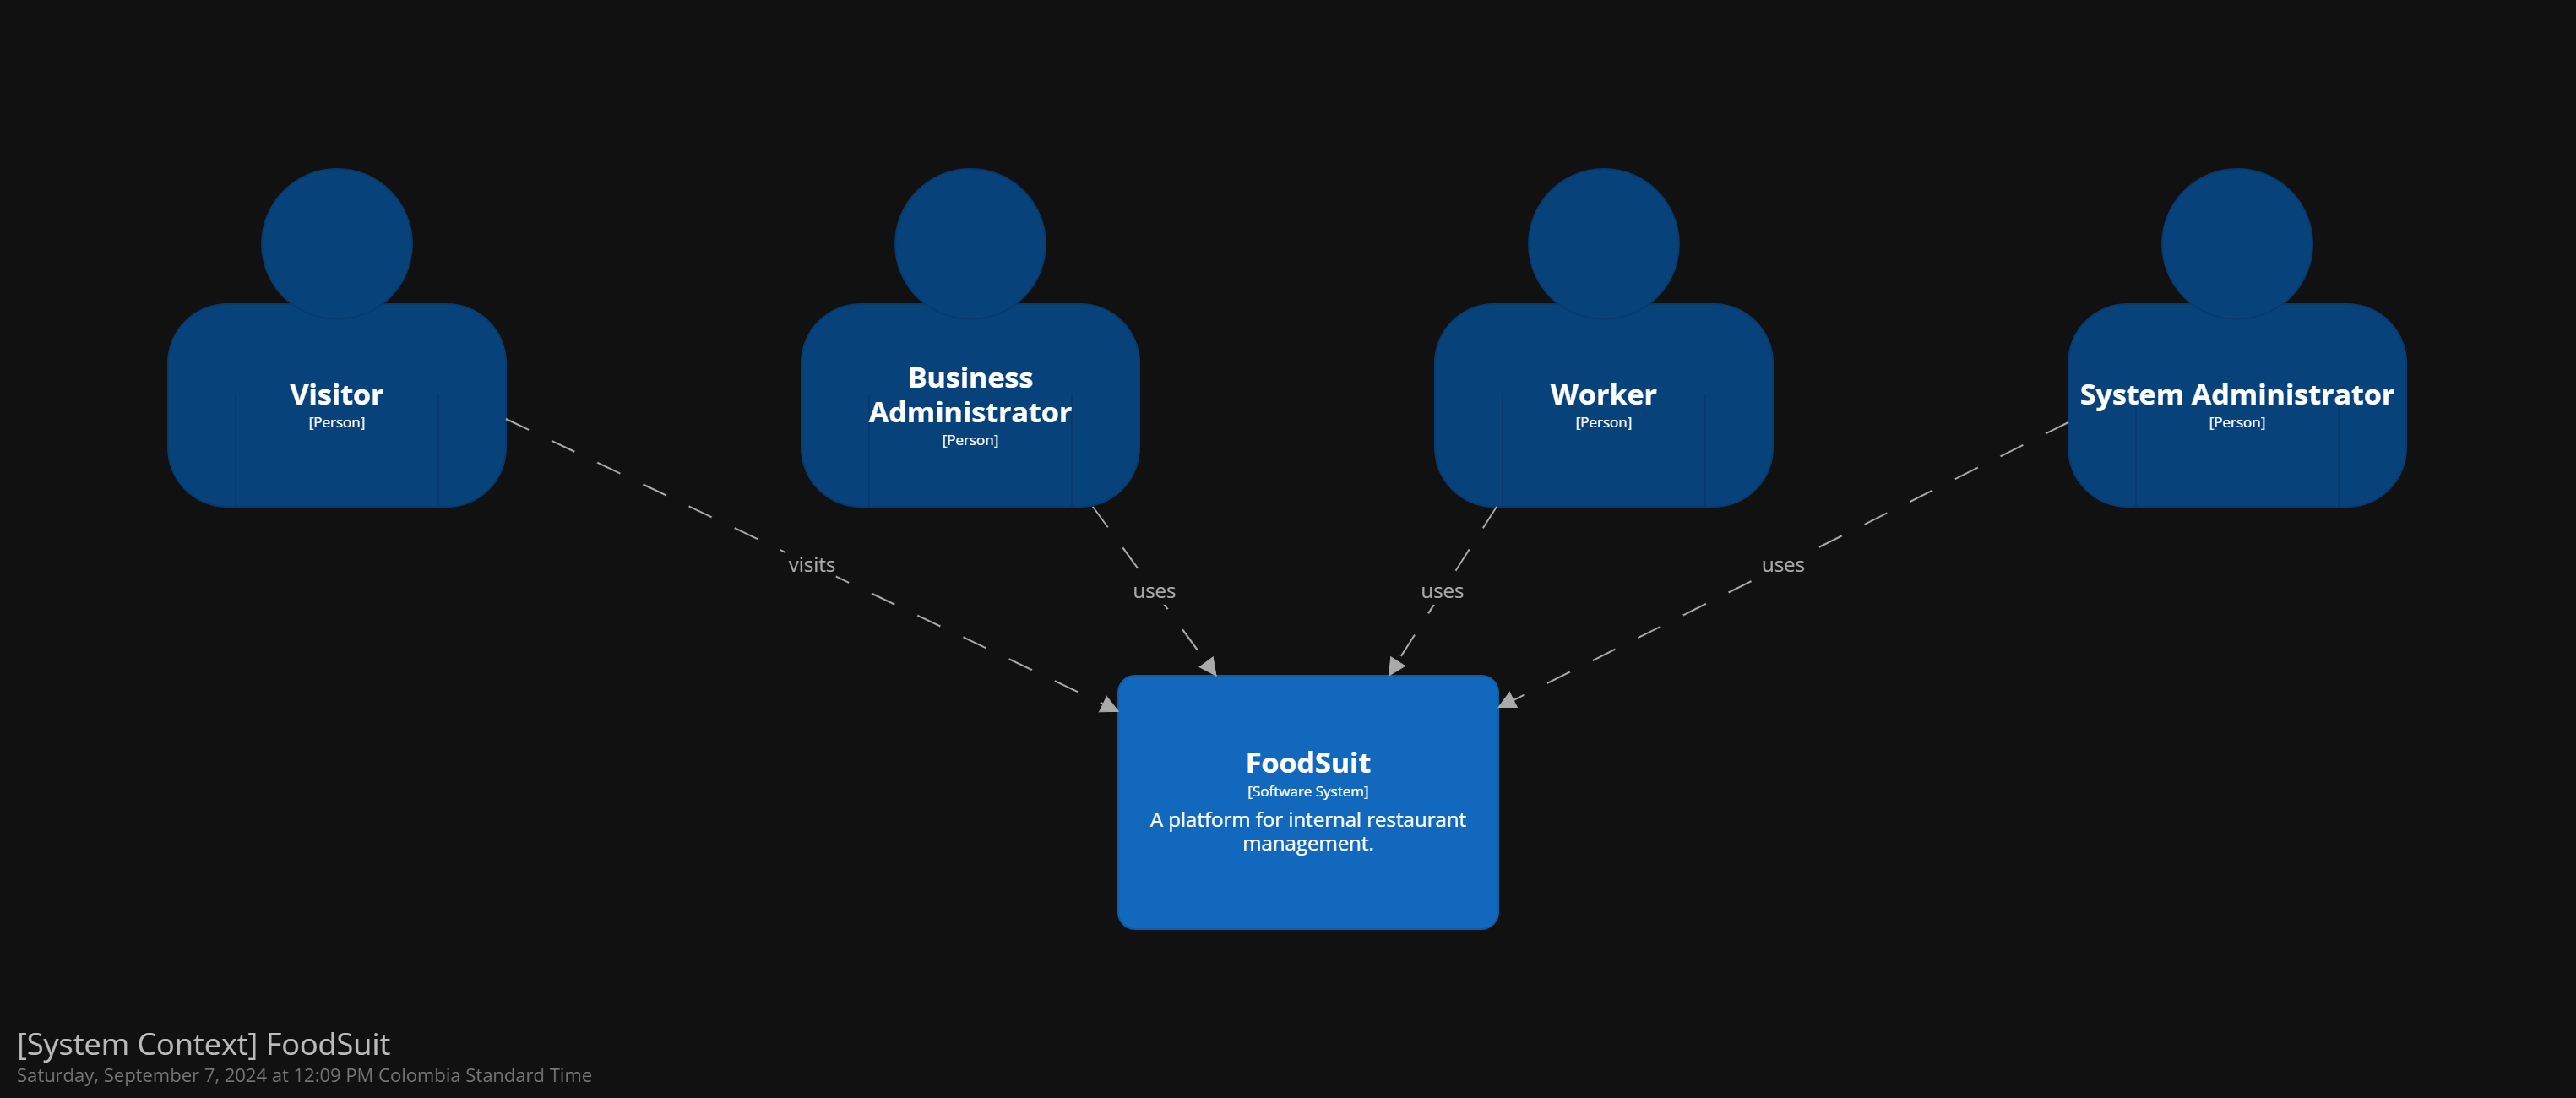 Visitor
[Person]
Business
Administrator
[Person]
Worker
[Person]
System Administrator
[Person]
visits
uses
uses
uses
FoodSuit
[Software System]
A platform for internal restaurant
management.
[System Context] FoodSuit
Saturday, September 7, 2024 at 12:09 PM Colombia Standard Time